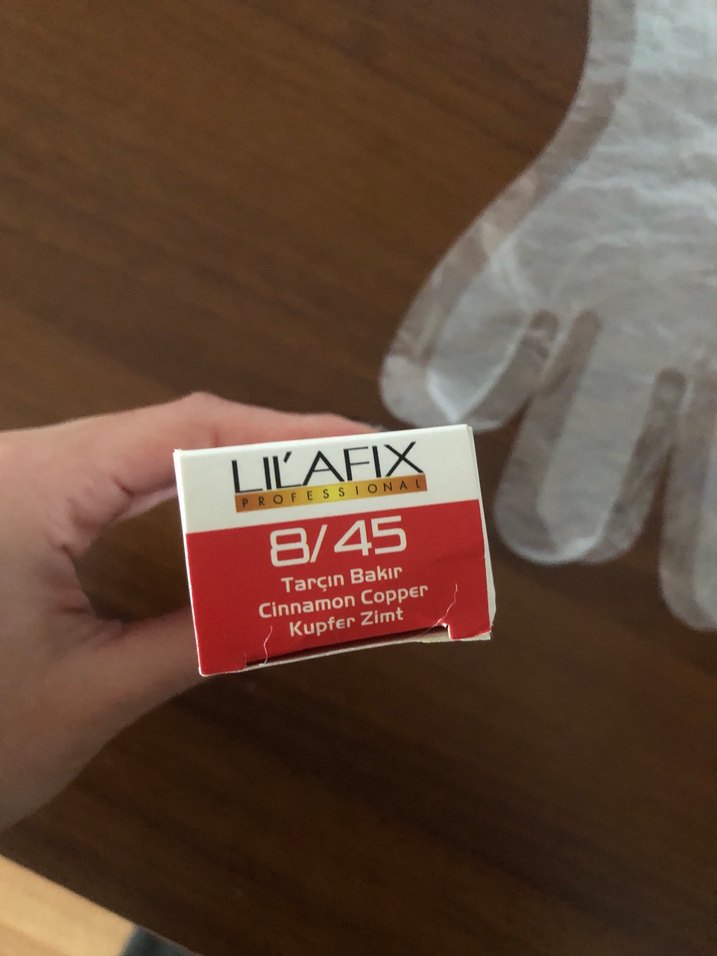 LIL'AFIX
PROFESSIONAL
8/45
Tarçın Bakır
Cinnamon Copper
Kupfer Zimt